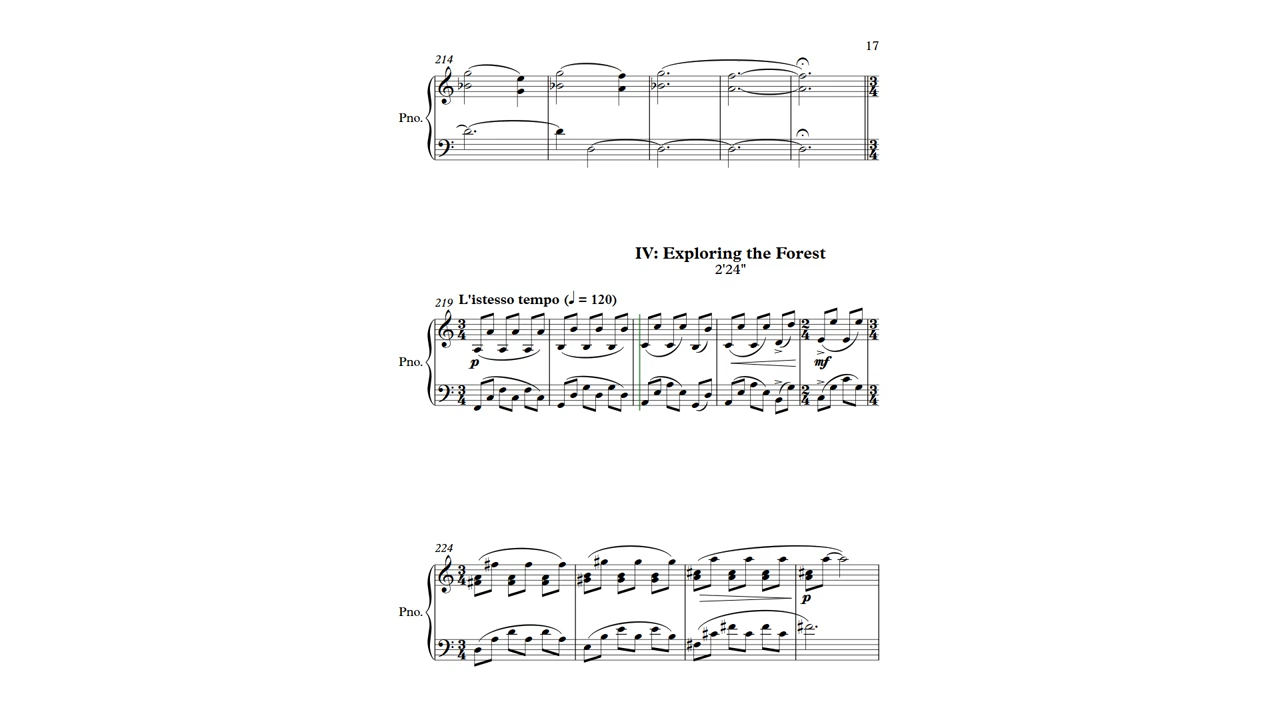 17
214
Pno.
IV: Exploring the Forest
2'24"
219 L'istesso tempo (♩ = 120)
Pno.
p
mf
224
Pno.
p